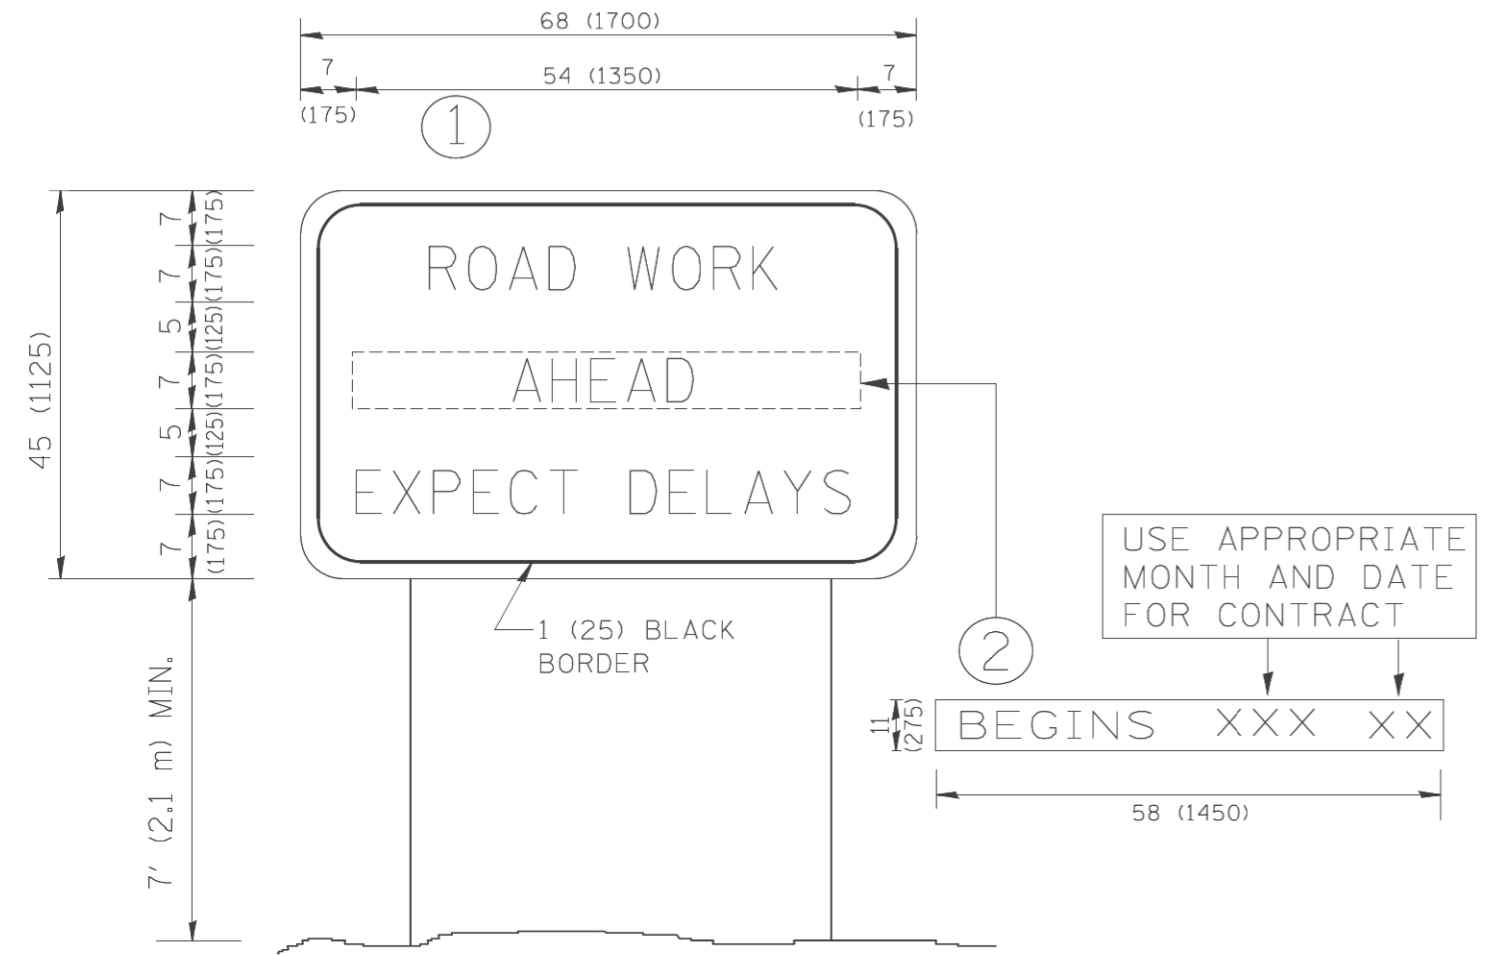 68 (1700)
7
54 (1350)
7
(175)
(175)
1
7
(175)
7
(175)
5
(125)
7
(175)
5
(125)
7
(175)
7
(175)
45 (1125)
ROAD WORK
AHEAD
EXPECT DELAYS
1 (25) BLACK
BORDER
7' (2.1 m) MIN.
USE APPROPRIATE
MONTH AND DATE
FOR CONTRACT
2
11
(275)
BEGINS XXX XX
58 (1450)